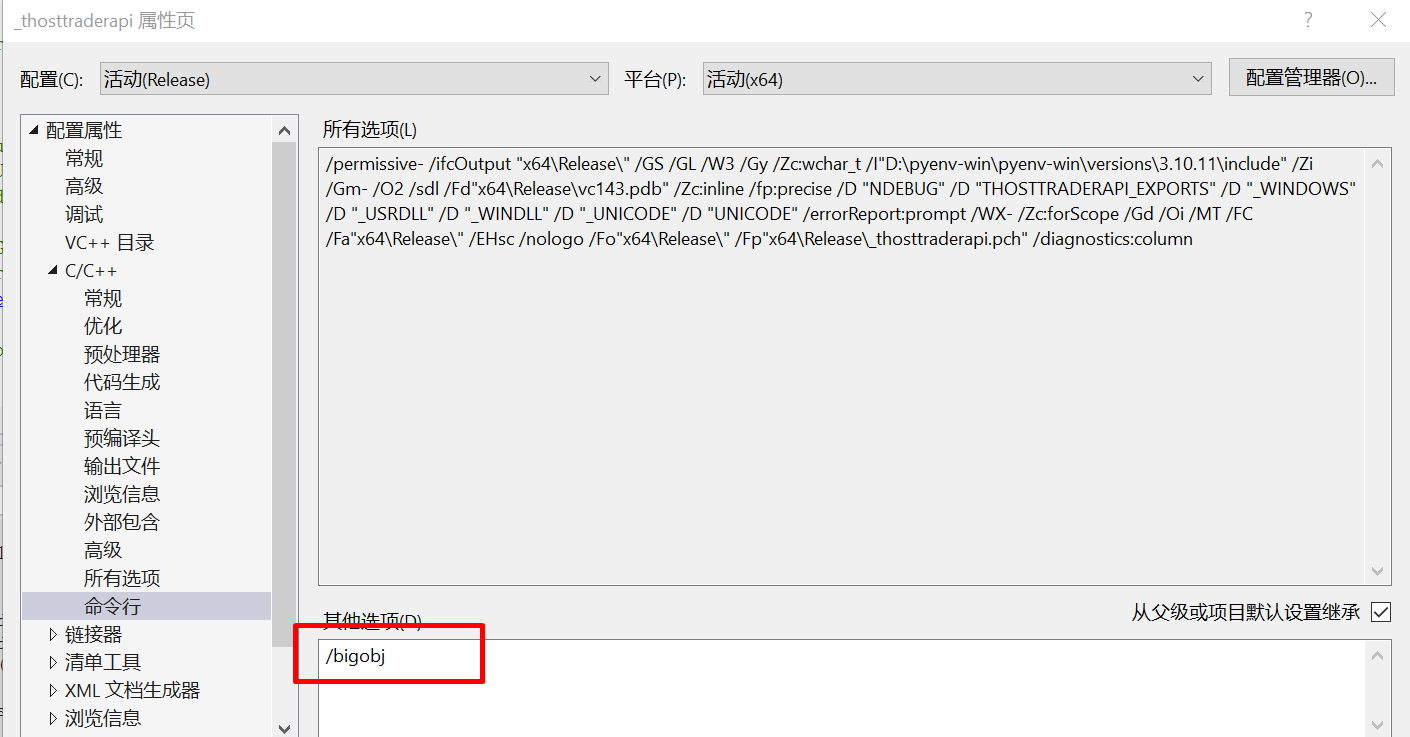 _thosttraderapi 属性页
配置(C): 活动(Release) 平台(P): 活动(x64) 配置管理器(O)...
配置属性
常规
高级
调试
VC++ 目录
C/C++
常规
优化
预处理器
代码生成
语言
预编译头
输出文件
浏览信息
外部包含
高级
所有选项
命令行
链接器
清单工具
XML 文档生成器
浏览信息
所有选项(L)
/permissive- /ifcOutput "x64\Release\" /GS /GL /W3 /Gy /Zc:wchar_t /I"D:\pyenv-win\pyenv-win\versions\3.10.11\include" /Zi
/Gm- /O2 /sdl /Fd"x64\Release\vc143.pdb" /Zc:inline /fp:precise /D "NDEBUG" /D "THOSTTRADERAPI_EXPORTS" /D "_WINDOWS"
/D "_USRDLL" /D "_WINDLL" /D "_UNICODE" /D "UNICODE" /errorReport:prompt /WX- /Zc:forScope /Gd /Oi /MT /FC
/Fa"x64\Release\" /EHsc /nologo /Fo"x64\Release\" /Fp"x64\Release\_thosttraderapi.pch" /diagnostics:column
从父级或项目默认设置继承
其他选项(D)
/bigobj